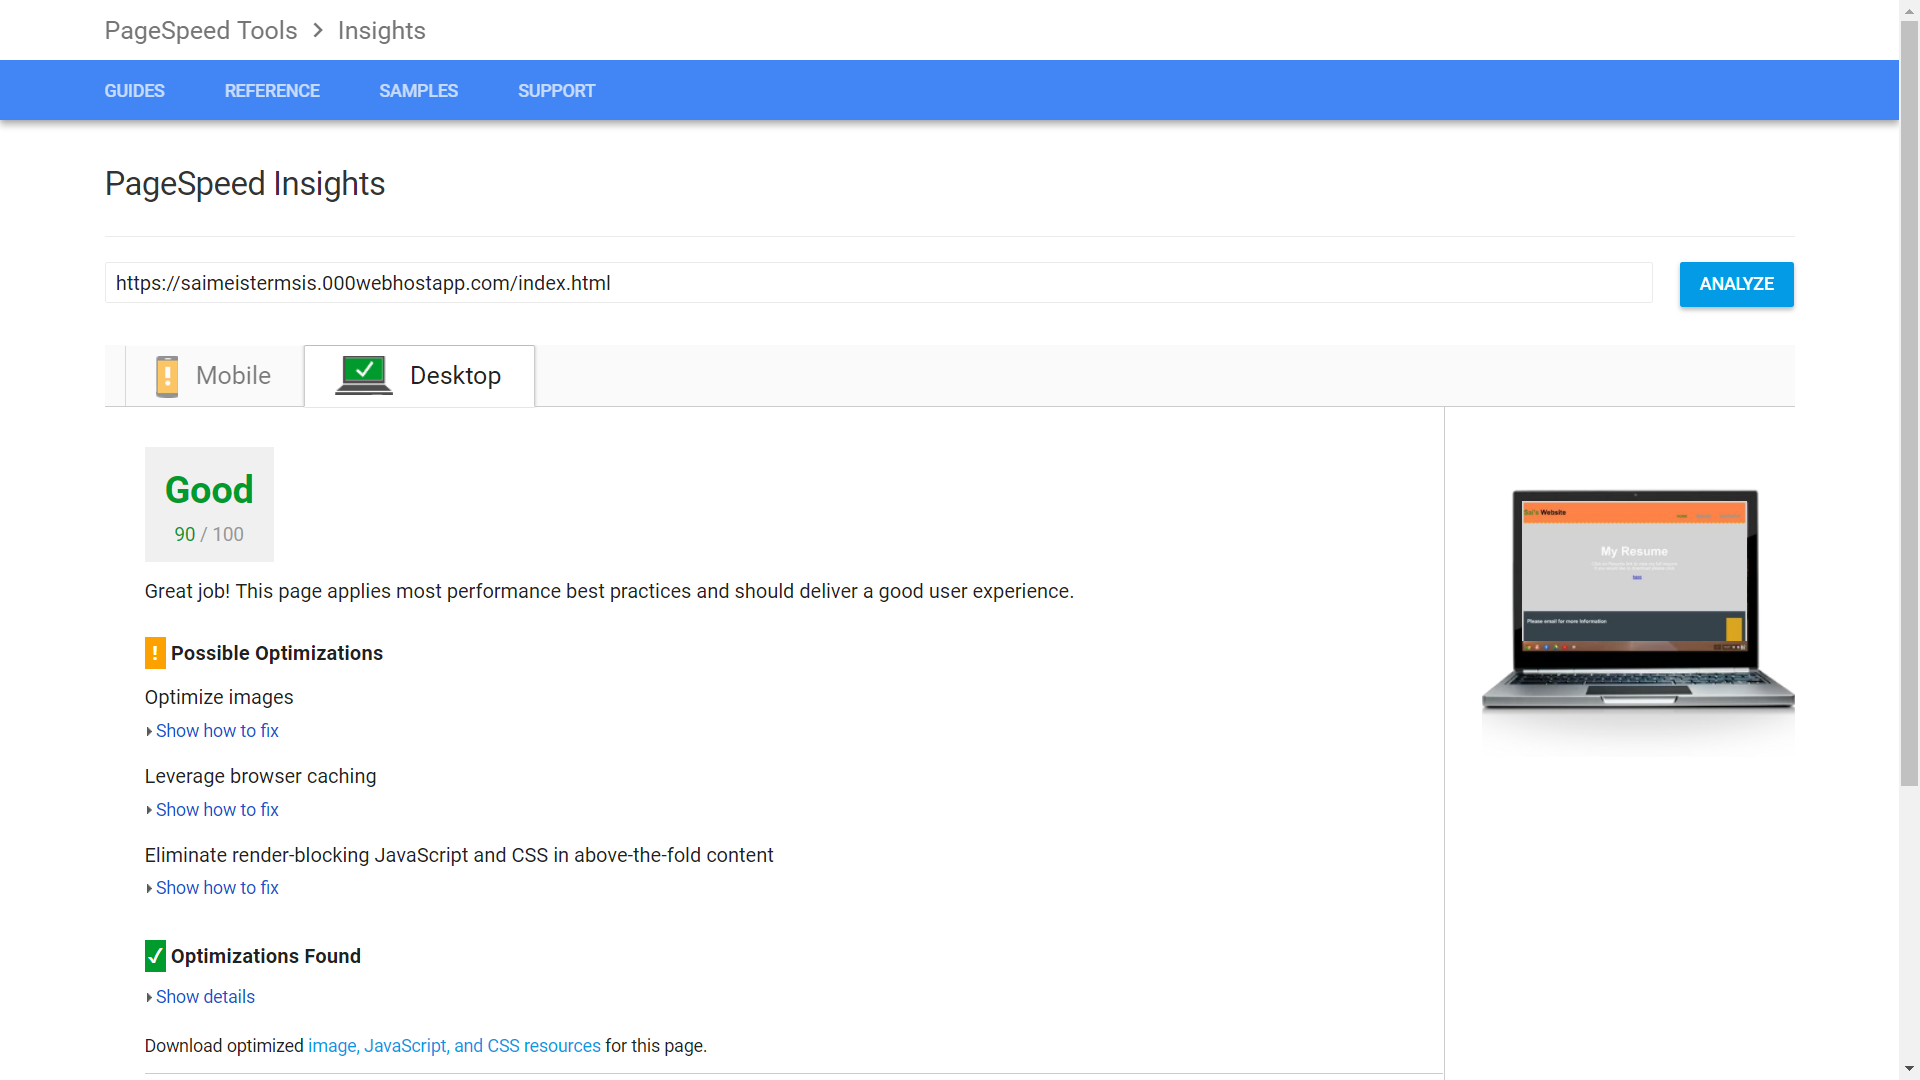 PageSpeed Tools > Insights
GUIDES REFERENCE SAMPLES SUPPORT
PageSpeed Insights
https://saimeistermsis.000webhostapp.com/index.html
ANALYZE
! Mobile ✓ Desktop
Good
90 / 100
Great job! This page applies most performance best practices and should deliver a good user experience.
! Possible Optimizations
Optimize images
Show how to fix
Leverage browser caching
Show how to fix
Eliminate render-blocking JavaScript and CSS in above-the-fold content
Show how to fix
✓ Optimizations Found
Show details
Download optimized image, JavaScript, and CSS resources for this page.
Sai's Website
HOME
My Resume
Please email for more Information